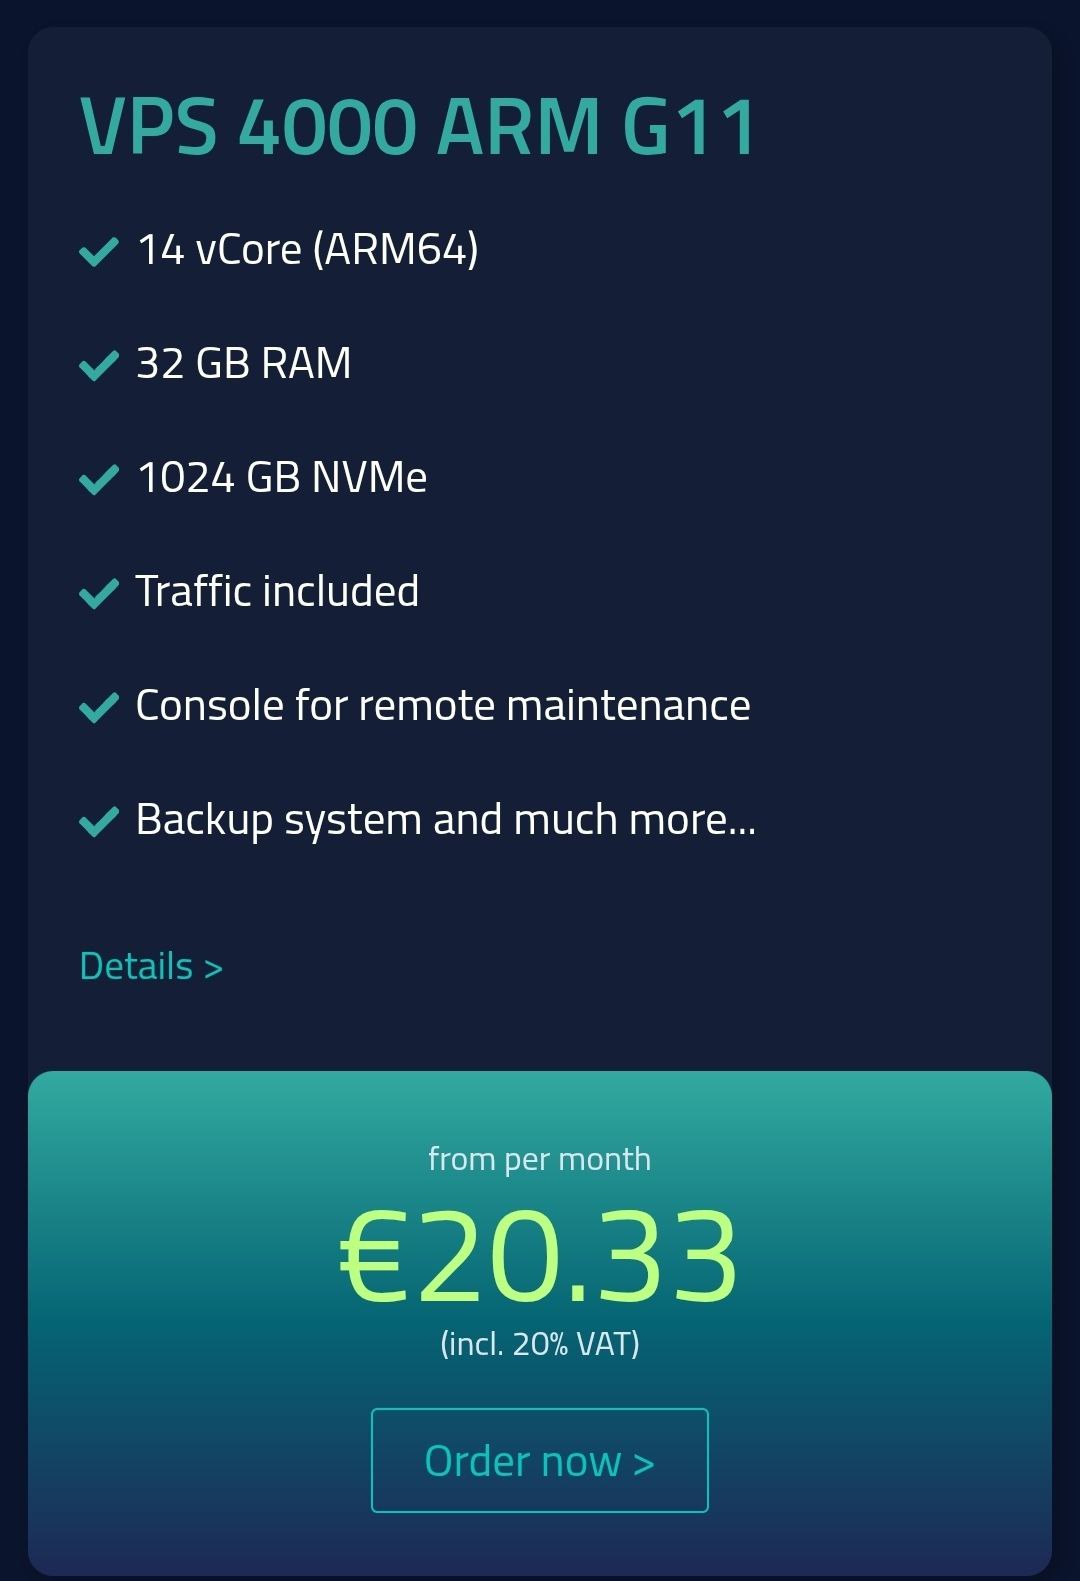 VPS 4000 ARM G11
14 vCore (ARM64)
32 GB RAM
1024 GB NVMe
Traffic included
Console for remote maintenance
Backup system and much more...
Details >
from per month
€20.33
(incl. 20% VAT)
Order now >